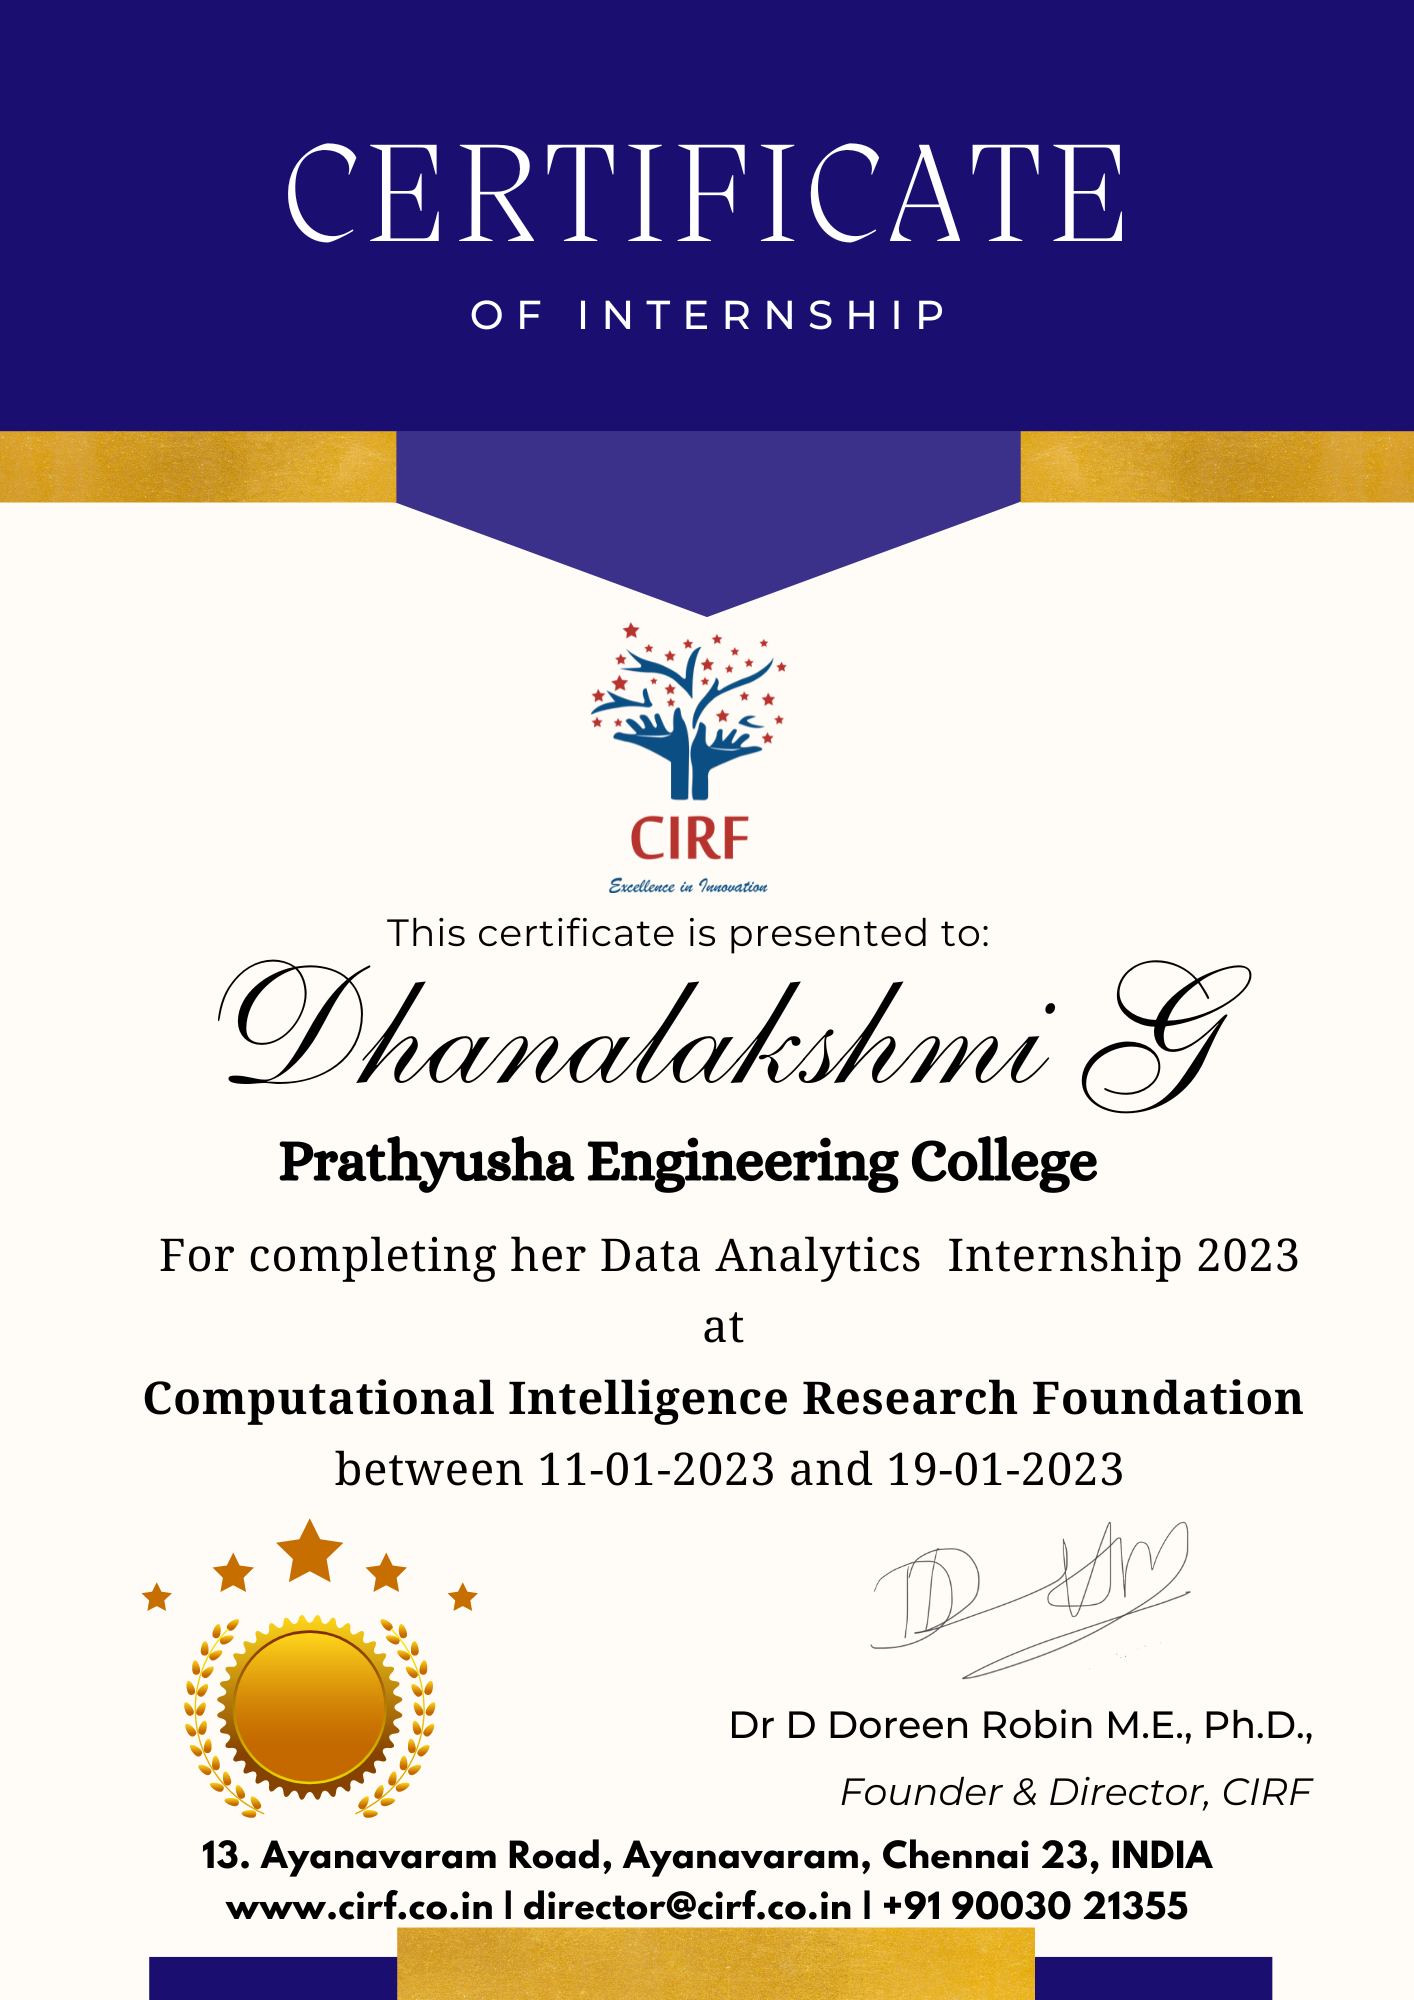 CERTIFICATE
OF INTERNSHIP
CIRF
Excellence in Innovation
This certificate is presented to:
Dhanalakshmi G
Prathyusha Engineering College
For completing her Data Analytics  Internship 2023
at
Computational Intelligence Research Foundation
between 11-01-2023 and 19-01-2023
Dr D Doreen Robin M.E., Ph.D.,
Founder & Director, CIRF
13. Ayanavaram Road, Ayanavaram, Chennai 23, INDIA
www.cirf.co.in | director@cirf.co.in | +91 90030 21355